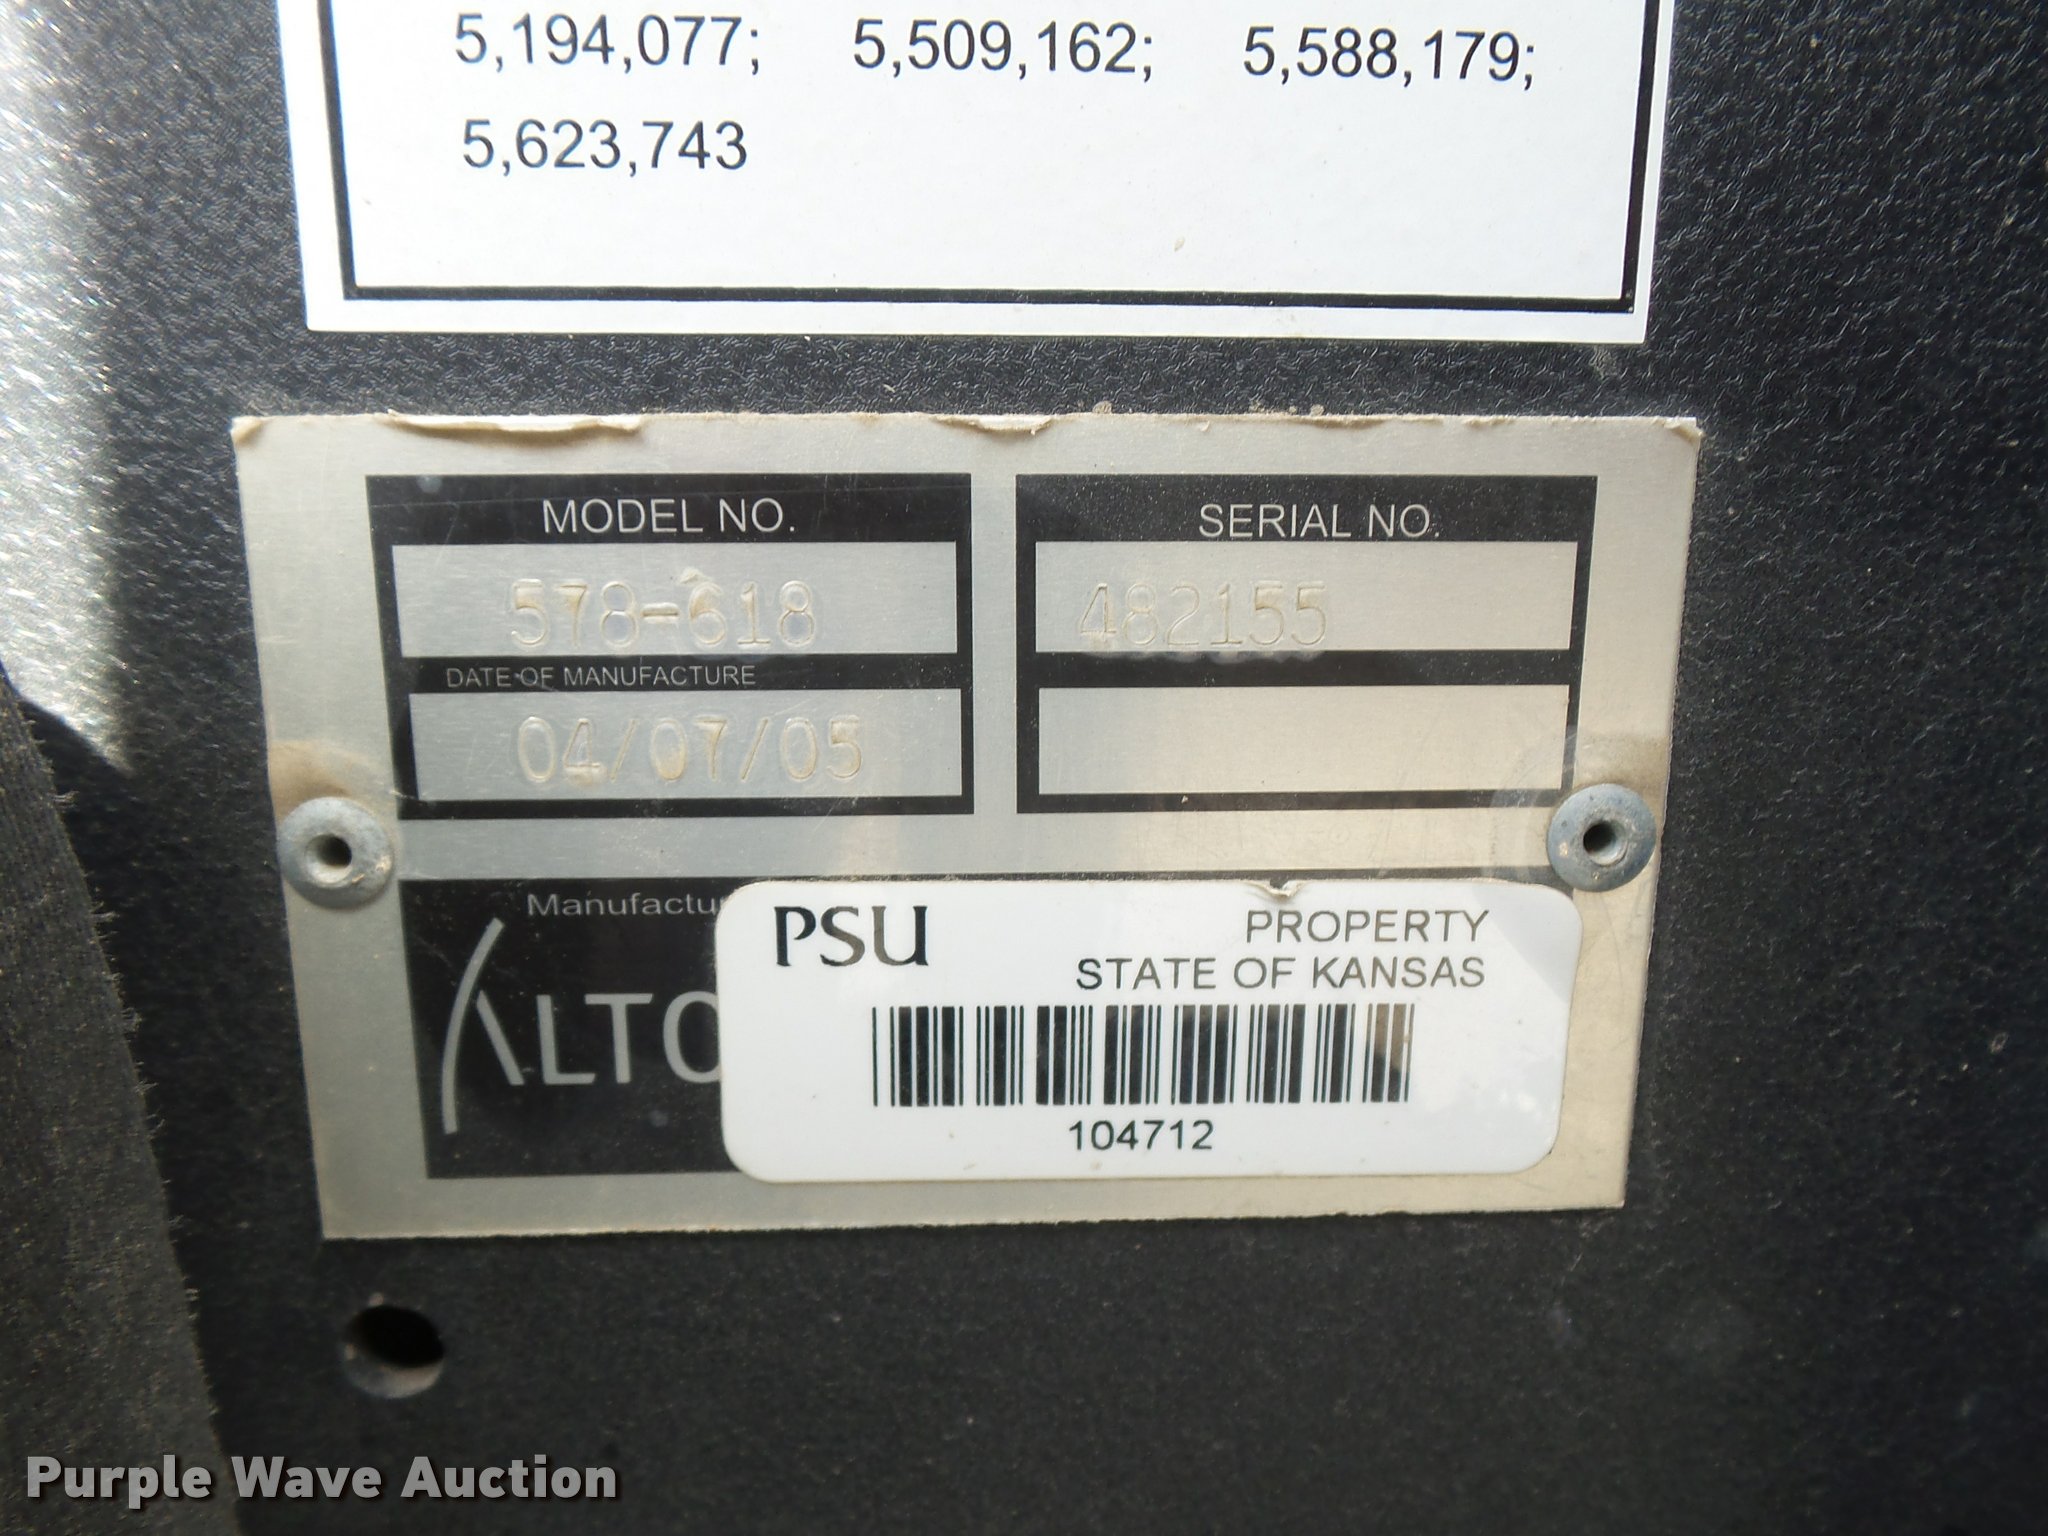 5,194,077; 5,509,162; 5,588,179;
5,623,743
MODEL NO.
578-618
SERIAL NO.
482155
DATE OF MANUFACTURE
04/07/05
Manufactu
ALTO
PSU
PROPERTY
STATE OF KANSAS
104712
Purple Wave Auction